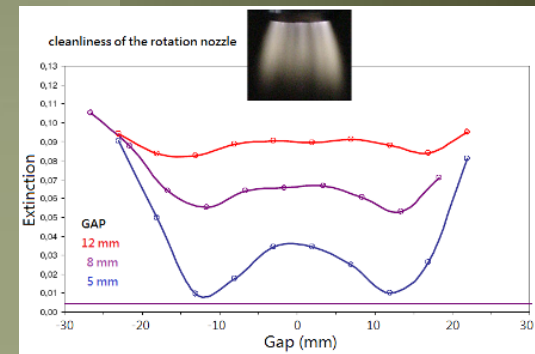 cleanliness of the rotation nozzle
0,13
0,12
0,11
0,10
0,09
0,08
0,07
0,06
0,05
0,04
0,03
0,02
0,01
0,00
Extinction
GAP
12 mm
8 mm
5 mm
-30 -20 -10 0 10 20 30
Gap (mm)